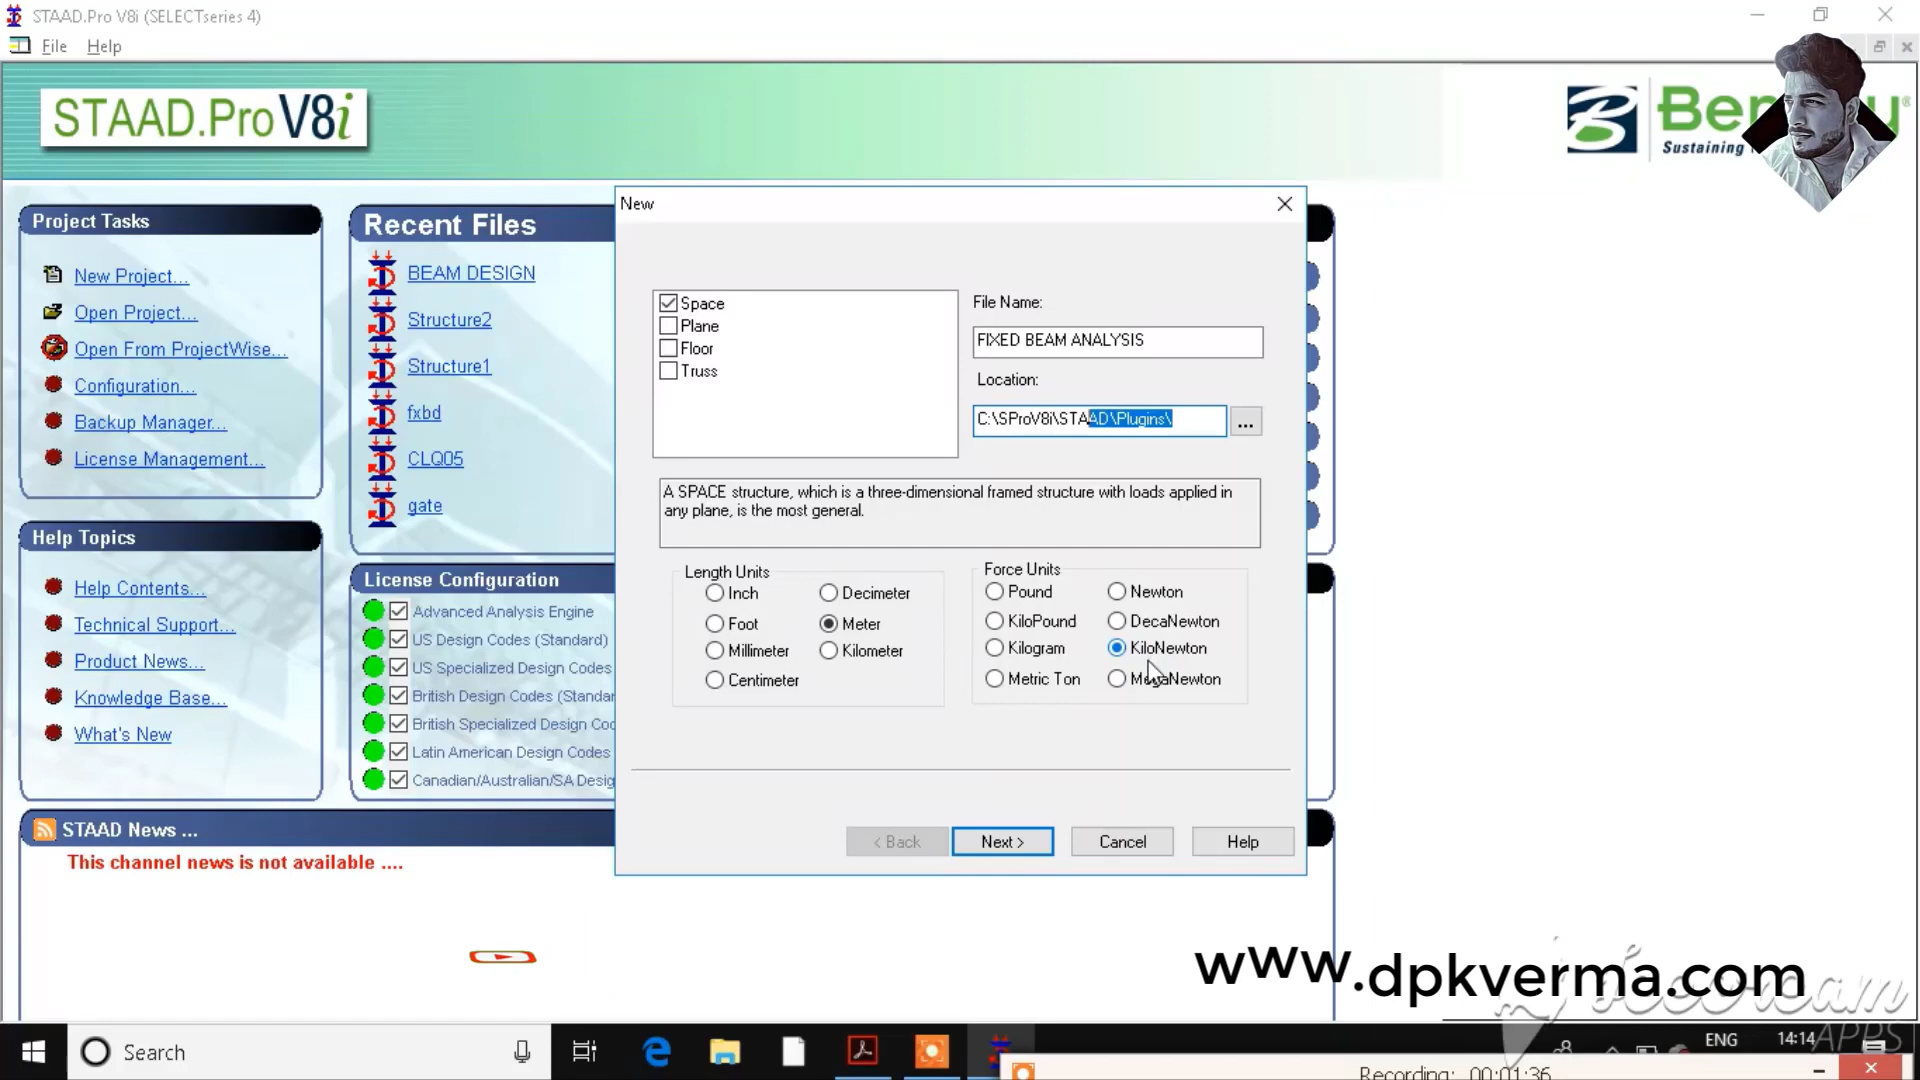 STAAD.Pro V8i (SELECTseries 4)
File Help
STAAD.Pro V8i
Sustaining
Project Tasks
New Project...
Open Project...
Open From ProjectWise...
Configuration...
Backup Manager...
License Management...
Recent Files
BEAM DESIGN
Structure2
Structure1
fxbd
CLQ05
gate
Help Topics
Help Contents...
Technical Support...
Product News...
Knowledge Base...
What's New
License Configuration
Advanced Analysis Engine
US Design Codes (Standard)
US Specialized Design Codes
British Design Codes (Standar
British Specialized Design Coo
Latin American Design Codes
Canadian/Australian/SA Desig
STAAD News ...
This channel news is not available ....
New
Space
Plane
Floor
Truss
File Name:
FIXED BEAM ANALYSIS
Location:
C:\SProV8i\STAAD\Plugins\
...
A SPACE structure, which is a three-dimensional framed structure with loads applied in
any plane, is the most general.
Length Units
Inch Decimeter
Foot Meter
Millimeter Kilometer
Centimeter
Force Units
Pound Newton
KiloPound DecaNewton
Kilogram KiloNewton
Metric Ton MegaNewton
< Back Next > Cancel Help
www.dpkverma.com
APPS
Search
ENG
14:14
Recording: 00:01:36